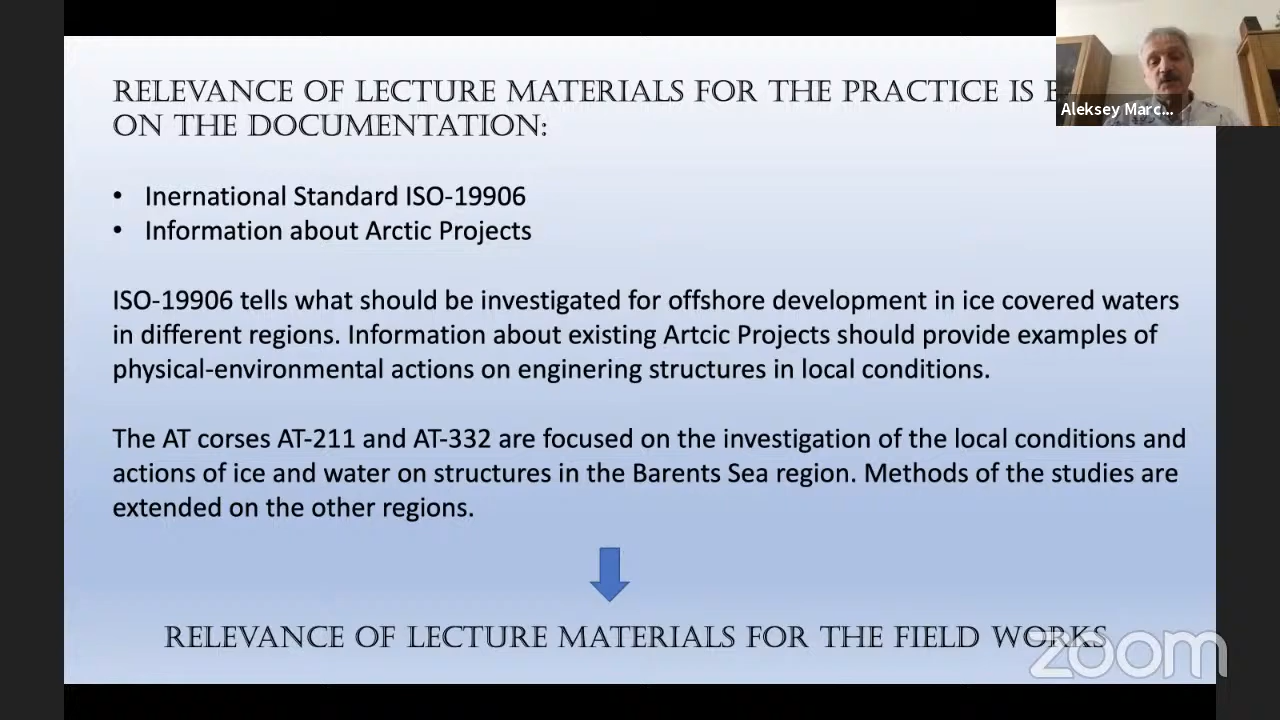 RELEVANCE OF LECTURE MATERIALS FOR THE PRACTICE IS
ON THE DOCUMENTATION:
Aleksey Marc...
• Inernational Standard ISO-19906
• Information about Arctic Projects
ISO-19906 tells what should be investigated for offshore development in ice covered waters
in different regions. Information about existing Artcic Projects should provide examples of
physical-environmental actions on enginering structures in local conditions.
The AT corses AT-211 and AT-332 are focused on the investigation of the local conditions and
actions of ice and water on structures in the Barents Sea region. Methods of the studies are
extended on the other regions.
RELEVANCE OF LECTURE MATERIALS FOR THE FIELD WORKS
zoom